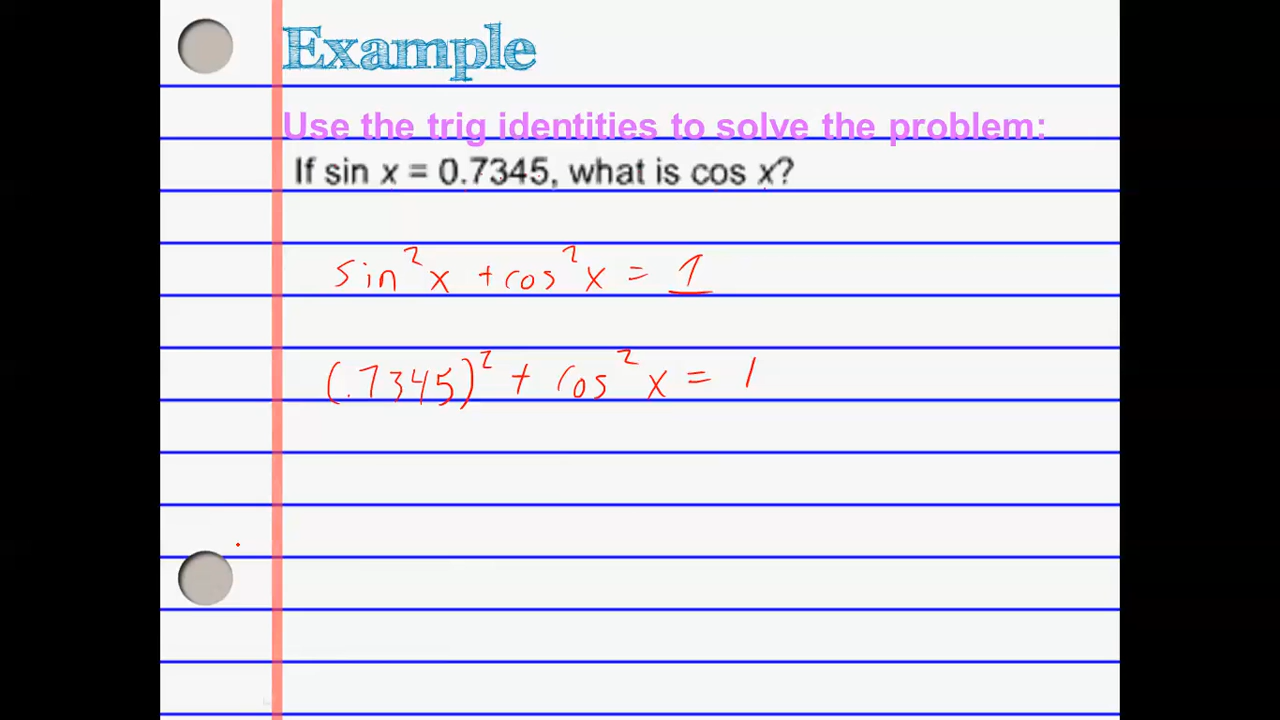 Example
Use the trig identities to solve the problem:
If sin x = 0.7345, what is cos x?
sin²x + cos²x = 1
(.7345)² + cos²x = 1